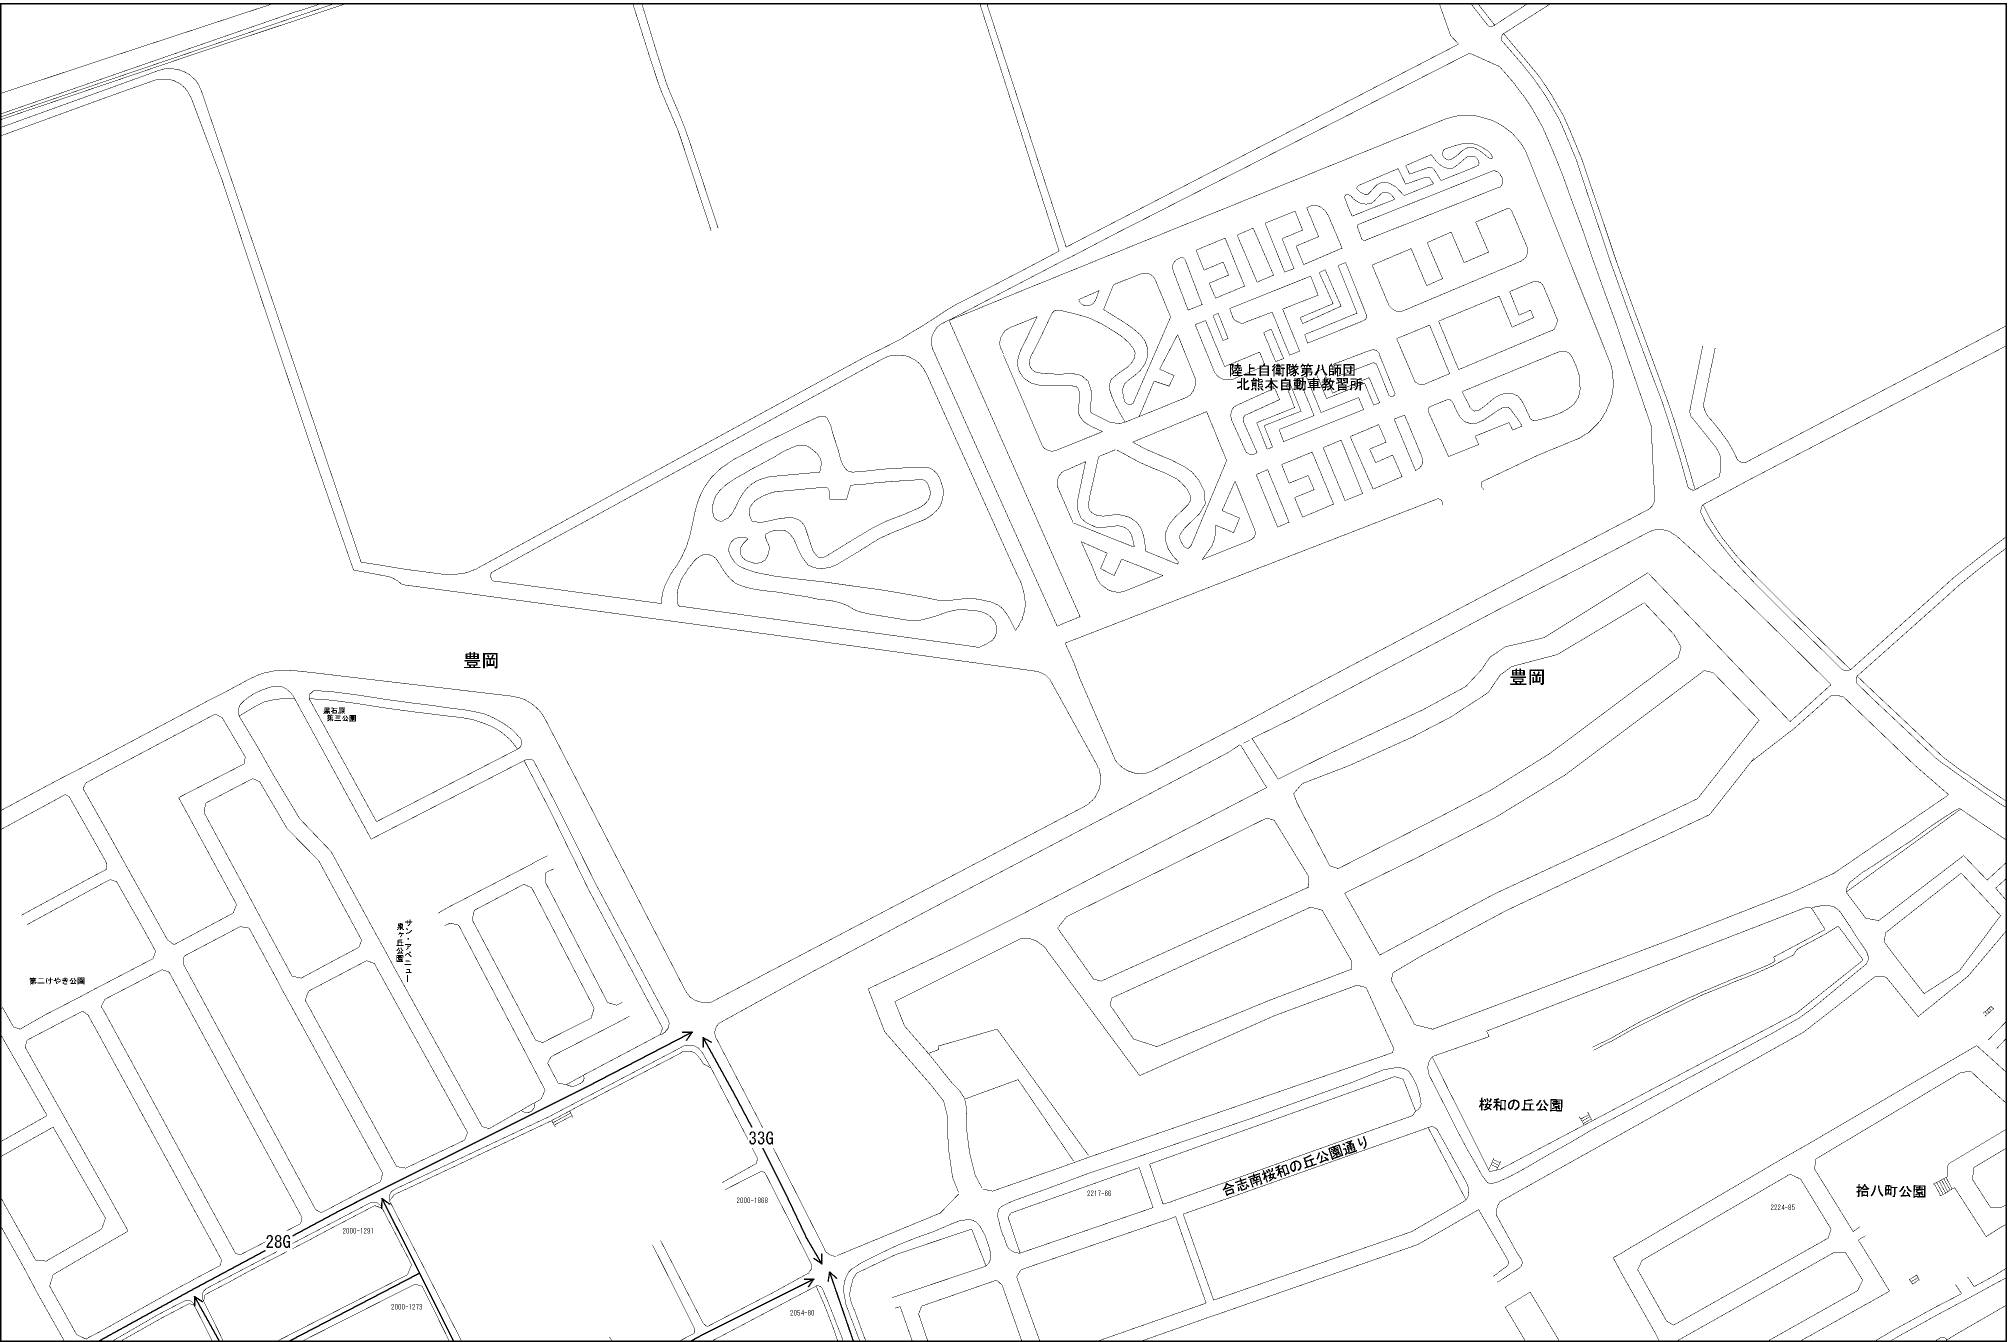 陸上自衛隊第八師団
北熊本自動車教習所
豊岡
豊岡
黒石原
第三公園
サン・アベニュー
泉ヶ丘公園
第二けやき公園
桜和の丘公園
33G
合志南桜和の丘公園通り
2217-86
2000-1868
拾八町公園
2224-85
2000-1291
28G
2000-1273
2054-80